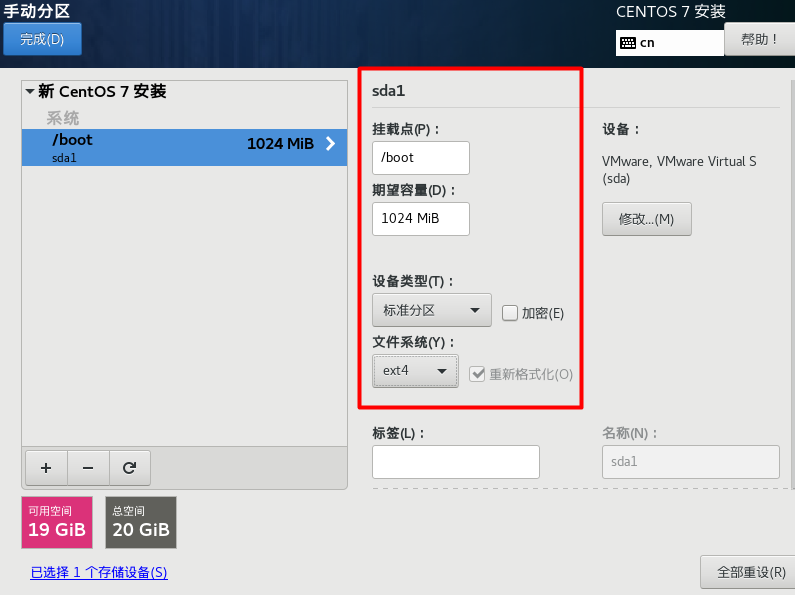 手动分区
CENTOS 7 安装
完成(D)
cn
帮助！
新 CentOS 7 安装
系统
/boot
1024 MiB
sda1
sda1
挂载点(P)：
/boot
期望容量(D)：
1024 MiB
设备类型(T)：
标准分区
加密(E)
文件系统(Y)：
ext4
重新格式化(O)
设备：
VMware, VMware Virtual S
(sda)
修改...(M)
标签(L)：
名称(N)：
sda1
可用空间
19 GiB
总空间
20 GiB
已选择 1 个存储设备(S)
全部重设(R)